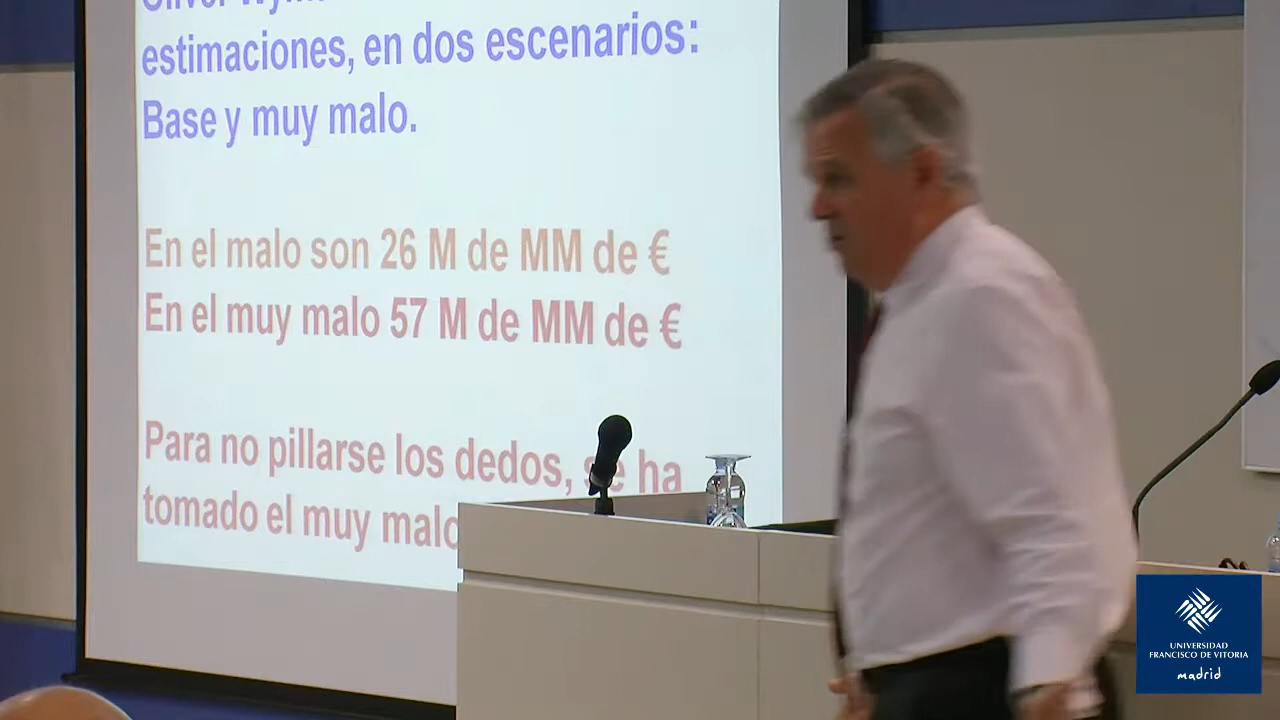 estimaciones, en dos escenarios:
Base y muy malo.
En el malo son 26 M de MM de €
En el muy malo 57 M de MM de €
Para no pillarse los dedos, se ha
tomado el muy malo
UNIVERSIDAD
FRANCISCO DE VITORIA
madrid